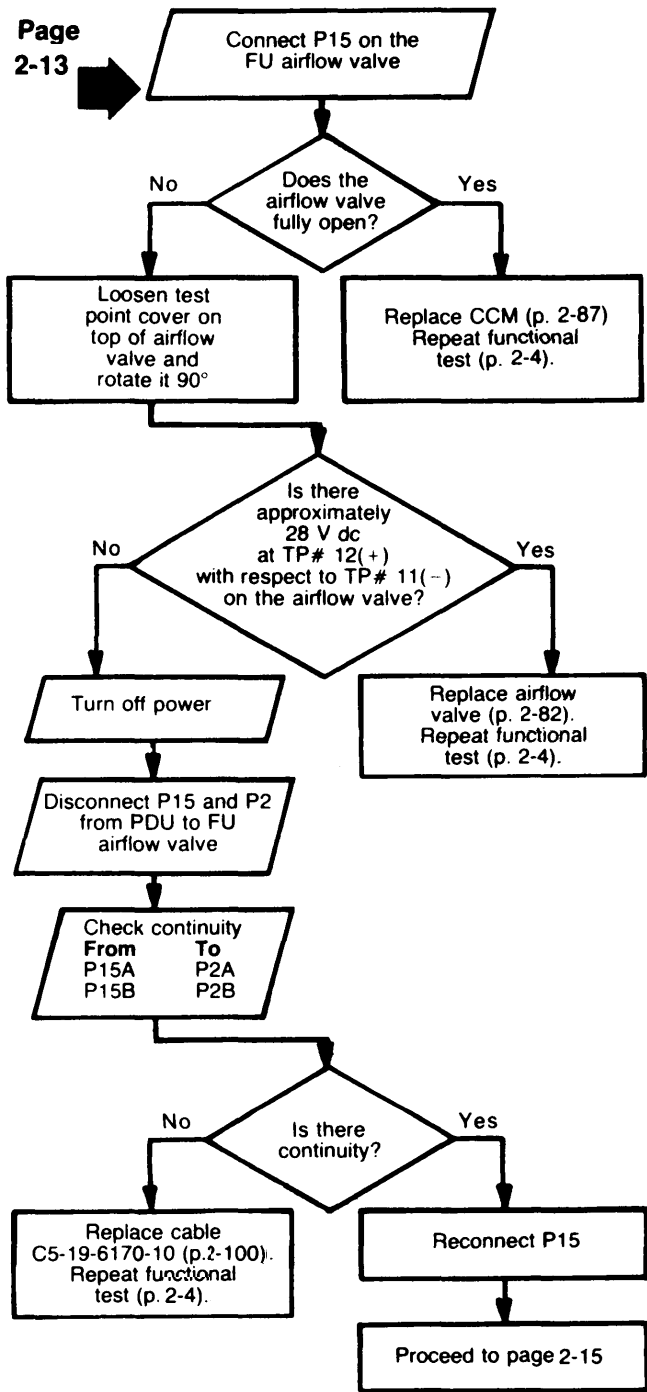 Page
2-13
Connect P15 on the
FU airflow valve
Does the
airflow valve
fully open?
No
Yes
Loosen test
point cover on
top of airflow
valve and
rotate it 90°
Replace CCM (p. 2-87)
Repeat functional
test (p. 2-4).
Is there
approximately
28 V dc
at TP# 12(+)
with respect to TP# 11(-)
on the airflow valve?
No
Yes
Turn off power
Replace airflow
valve (p. 2-82).
Repeat functional
test (p. 2-4).
Disconnect P15 and P2
from PDU to FU
airflow valve
Check continuity
From To
P15A P2A
P15B P2B
Is there
continuity?
No
Yes
Replace cable
C5-19-6170-10 (p.2-100).
Repeat functional
test (p. 2-4).
Reconnect P15
Proceed to page 2-15